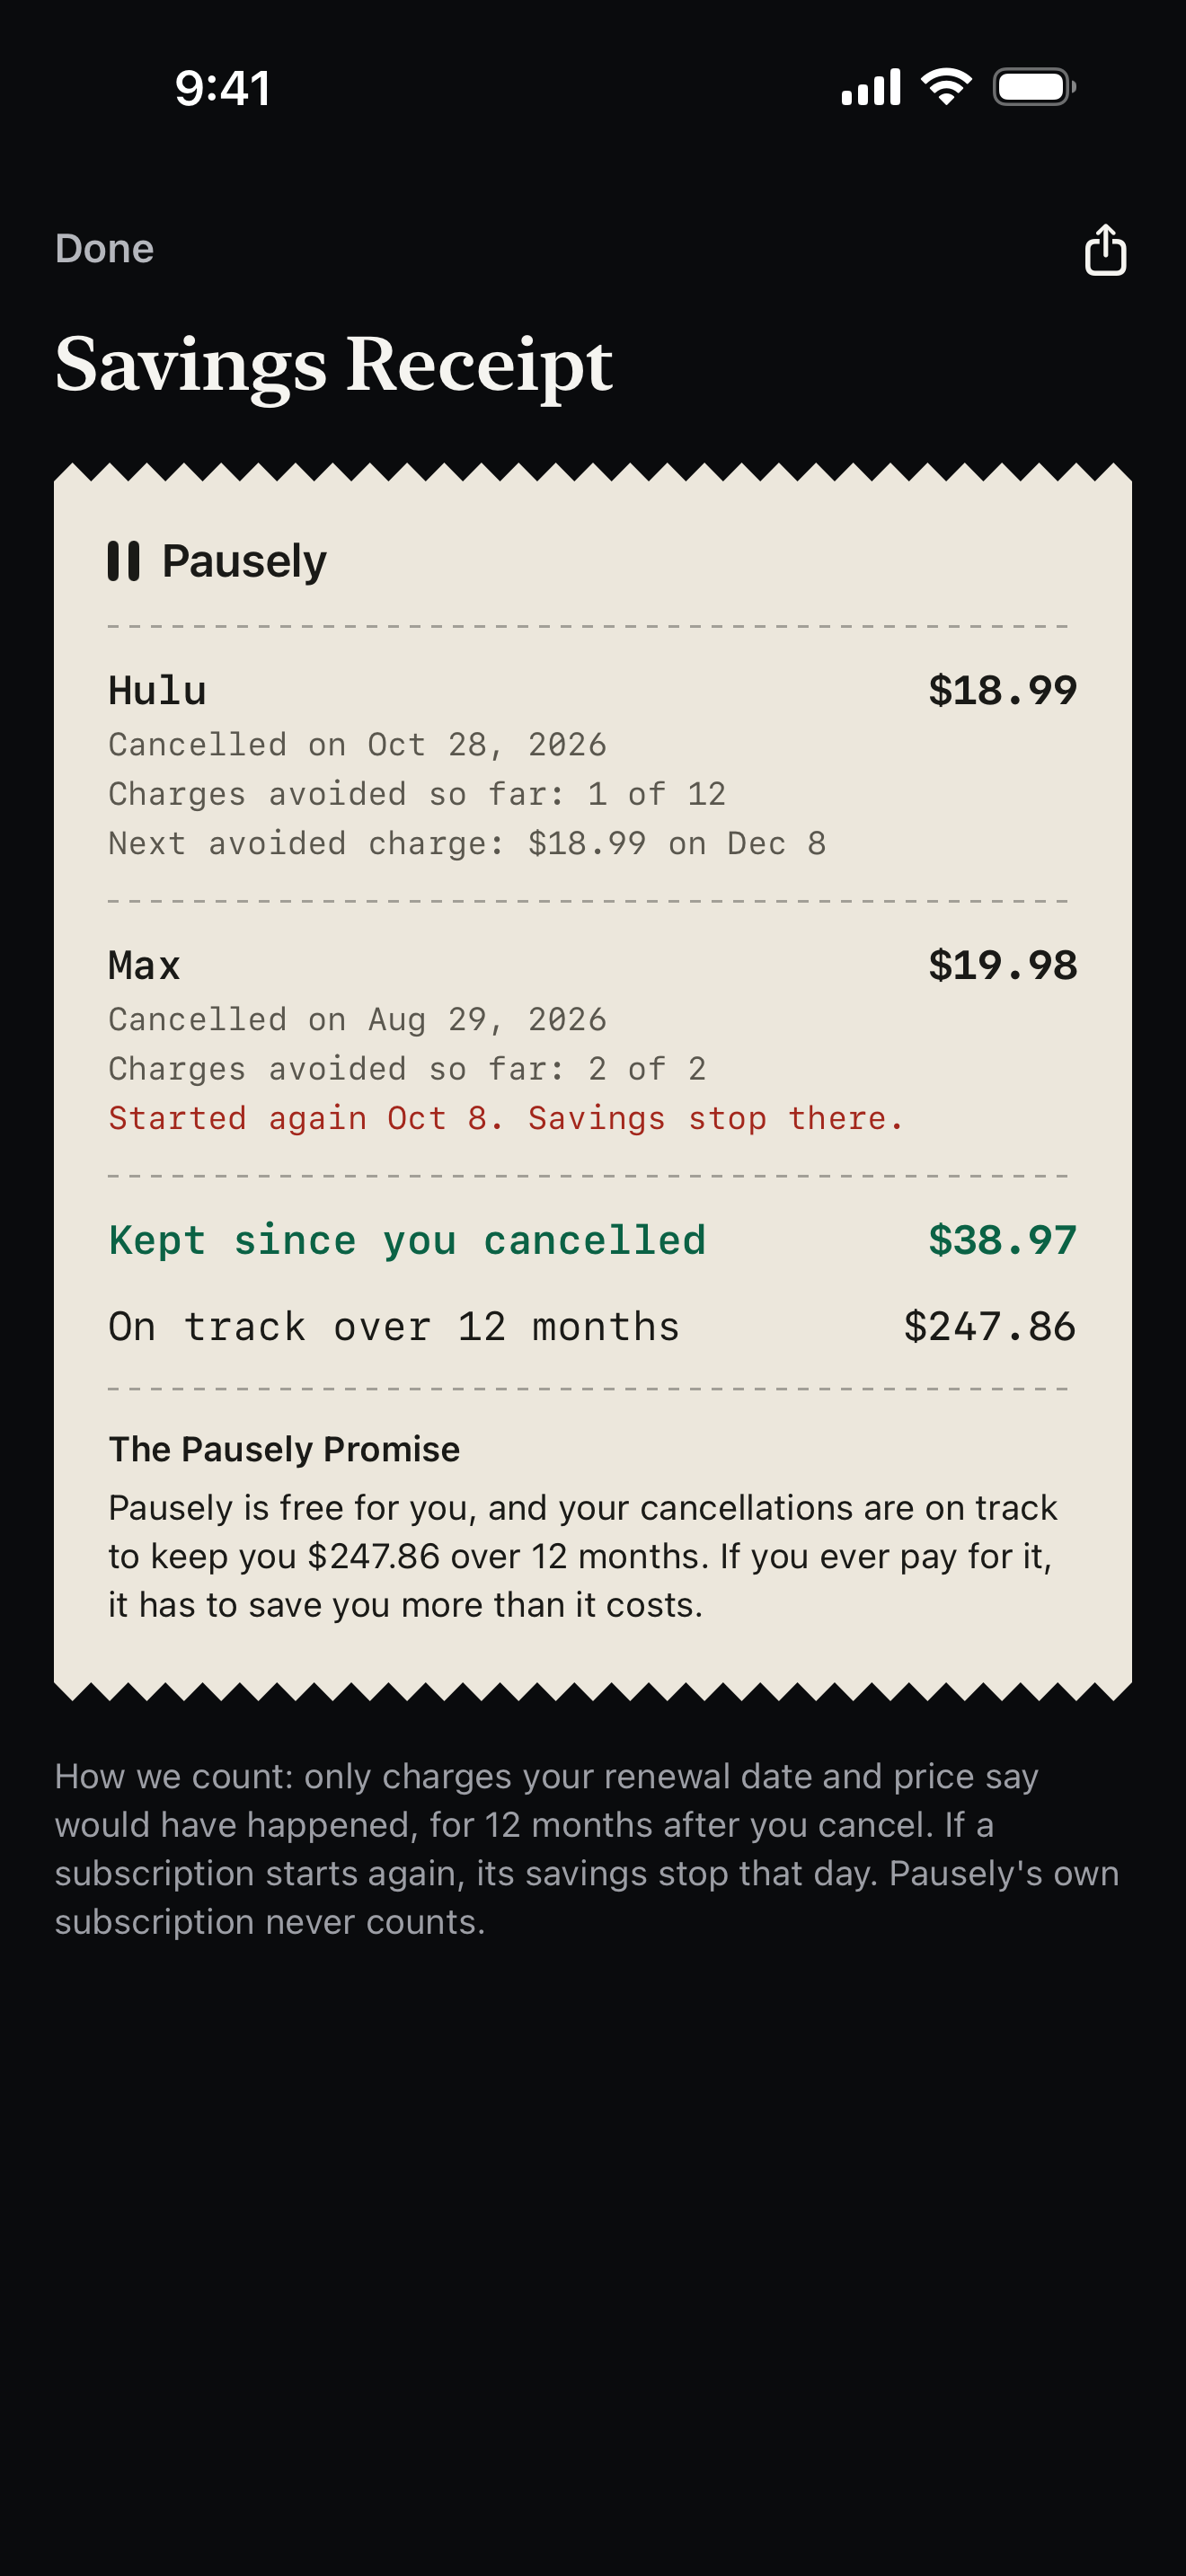 9:41
Done
Savings Receipt
Pausely
Hulu $18.99
Cancelled on Oct 28, 2026
Charges avoided so far: 1 of 12
Next avoided charge: $18.99 on Dec 8
Max $19.98
Cancelled on Aug 29, 2026
Charges avoided so far: 2 of 2
Started again Oct 8. Savings stop there.
Kept since you cancelled $38.97
On track over 12 months $247.86
The Pausely Promise
Pausely is free for you, and your cancellations are on track
to keep you $247.86 over 12 months. If you ever pay for it,
it has to save you more than it costs.
How we count: only charges your renewal date and price say
would have happened, for 12 months after you cancel. If a
subscription starts again, its savings stop that day. Pausely's own
subscription never counts.